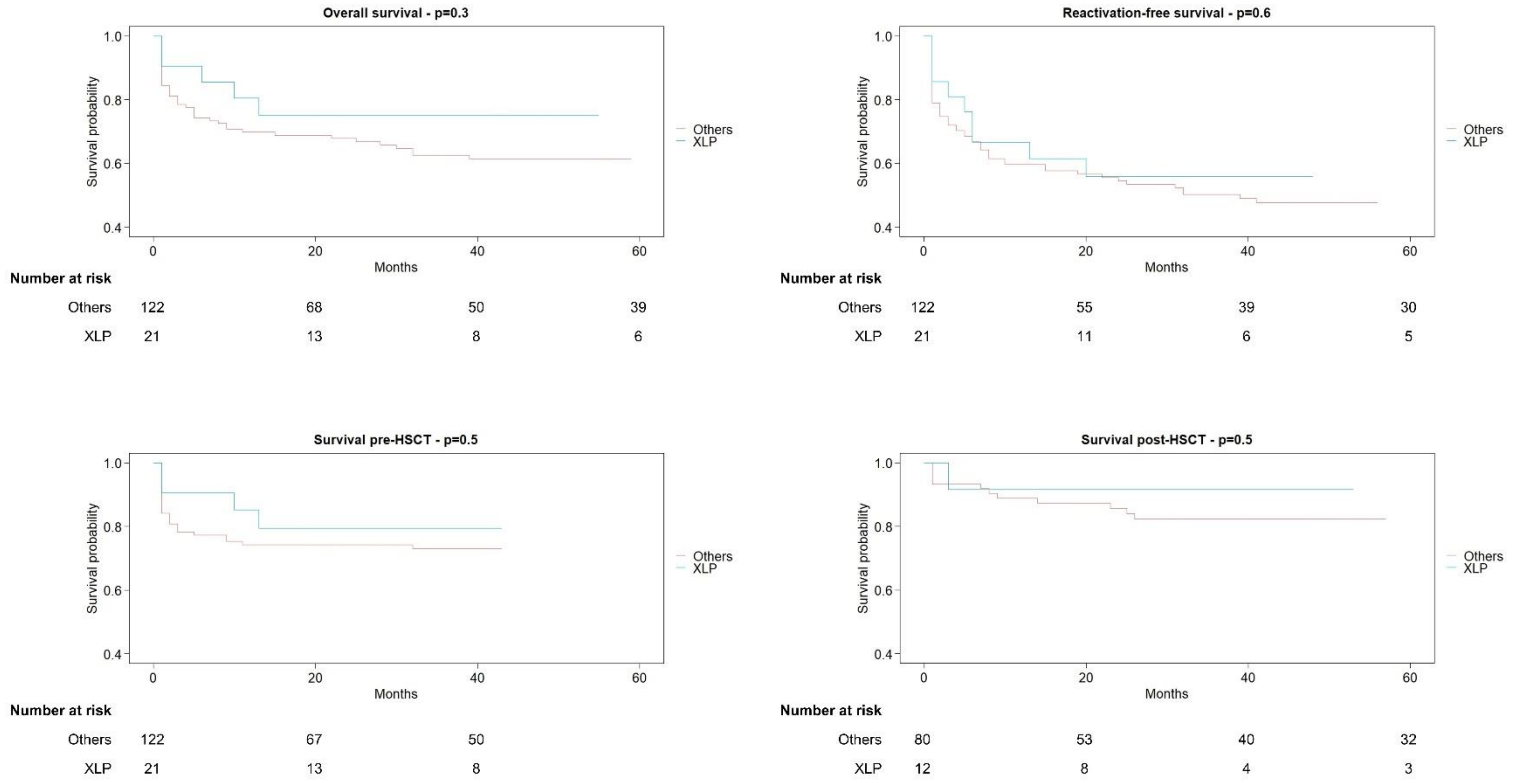 Overall survival - p=0.3
Survival probability
1.0
0.8
0.6
0.4
0 20 40 60
Months
Others
XLP
Number at risk
Others 122 68 50 39
XLP 21 13 8 6
Reactivation-free survival - p=0.6
Survival probability
1.0
0.8
0.6
0.4
0 20 40 60
Months
Others
XLP
Number at risk
Others 122 55 39 30
XLP 21 11 6 5
Survival pre-HSCT - p=0.5
Survival probability
1.0
0.8
0.6
0.4
0 20 40 60
Months
Others
XLP
Number at risk
Others 122 67 50
XLP 21 13 8
Survival post-HSCT - p=0.5
Survival probability
1.0
0.8
0.6
0.4
0 20 40 60
Months
Others
XLP
Number at risk
Others 80 53 40 32
XLP 12 8 4 3